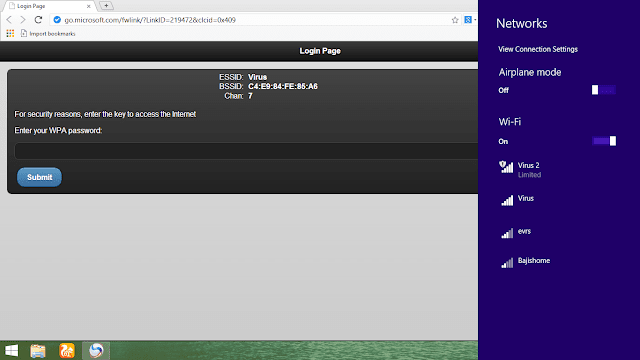 Login Page
go.microsoft.com/fwlink/?LinkID=219472&clcid=0x409
Import bookmarks
Login Page
ESSID: Virus
BSSID: C4:E9:84:FE:85:A6
Chan: 7
For security reasons, enter the key to access the Internet
Enter your WPA password:
Submit
Networks
View Connection Settings
Airplane mode
Off
Wi-Fi
On
Virus 2
Limited
Virus
evrs
Bajishome